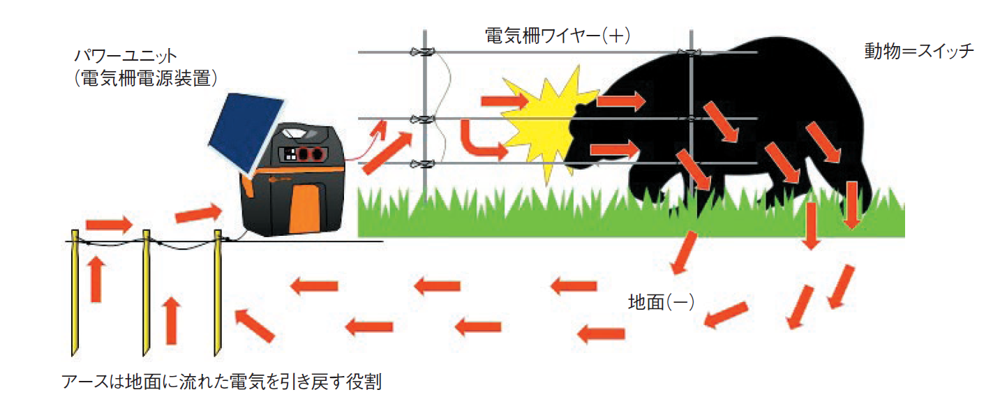 電気柵ワイヤー(＋)
パワーユニット
(電気柵電源装置)
動物＝スイッチ
地面(－)
アースは地面に流れた電気を引き戻す役割